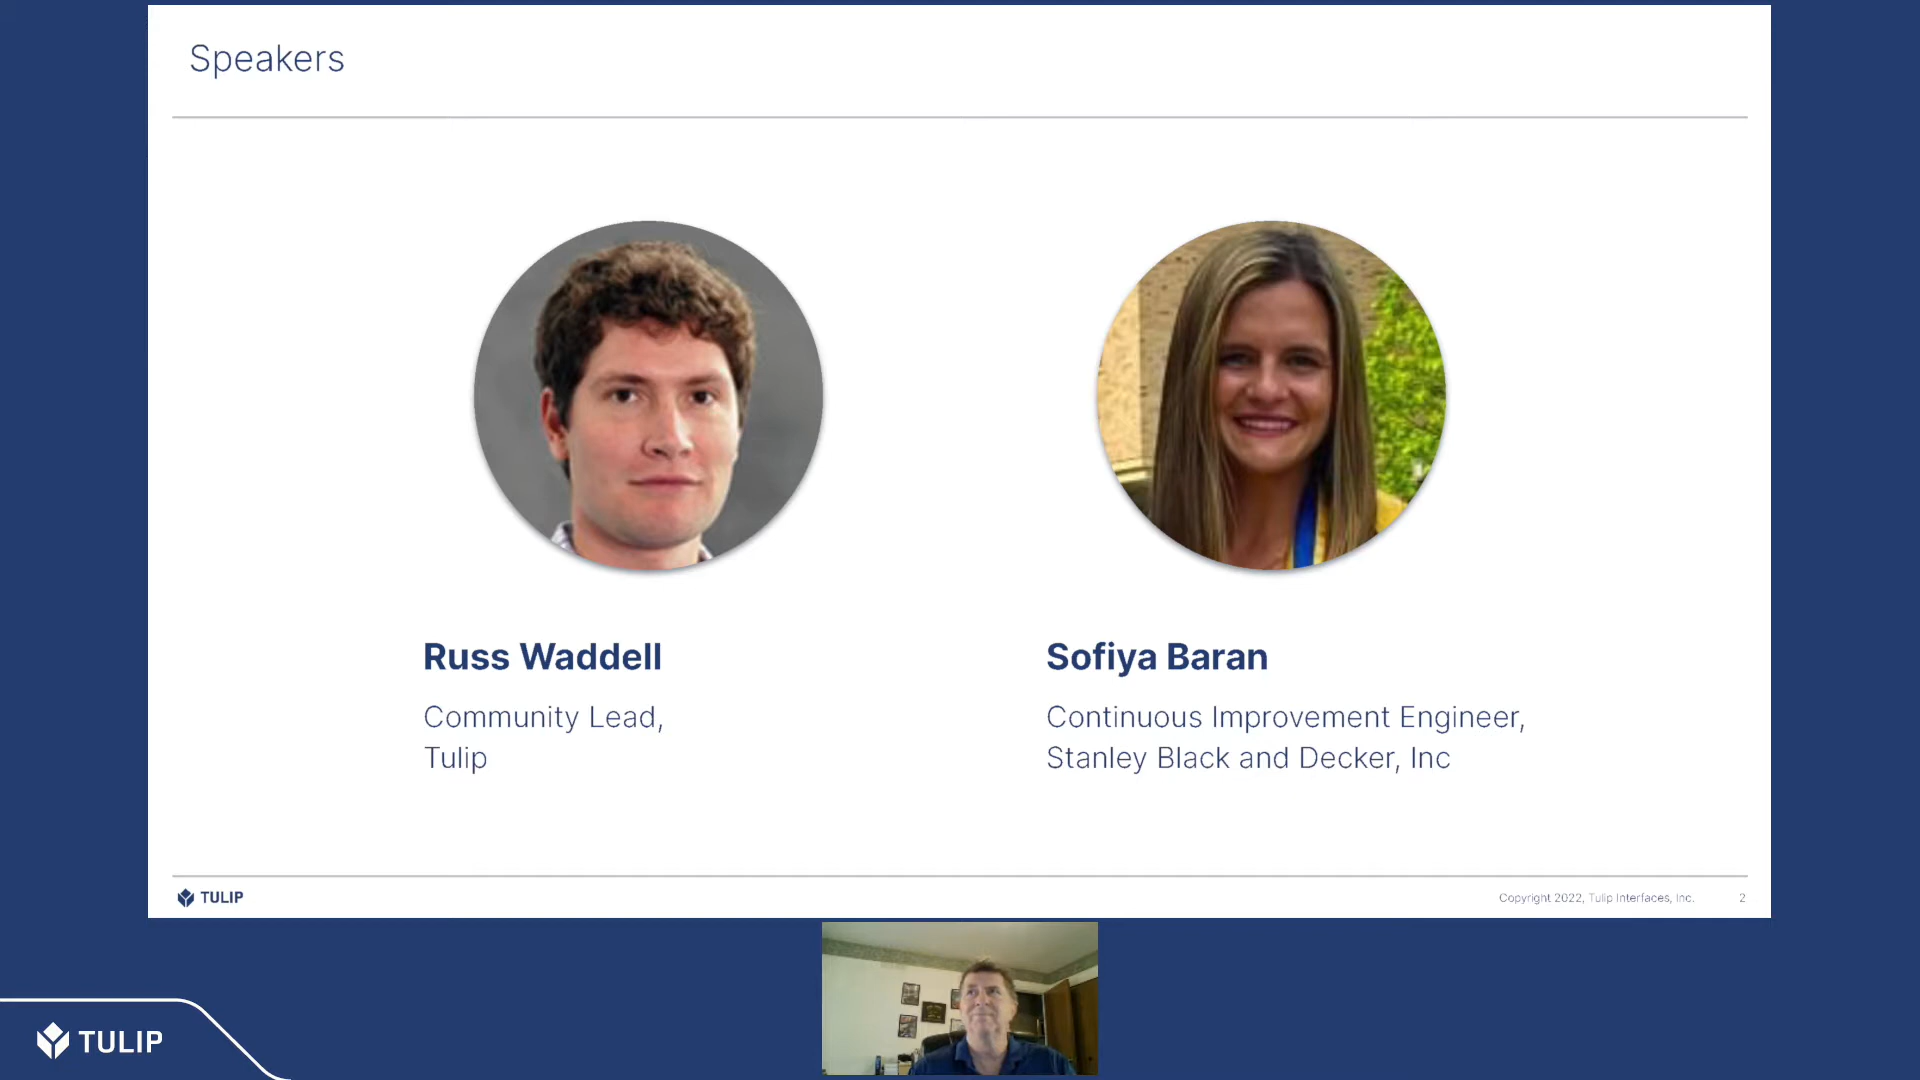 Speakers
Russ Waddell
Community Lead,
Tulip
Sofiya Baran
Continuous Improvement Engineer,
Stanley Black and Decker, Inc
TULIP
Copyright 2022, Tulip Interfaces, Inc.
2
TULIP